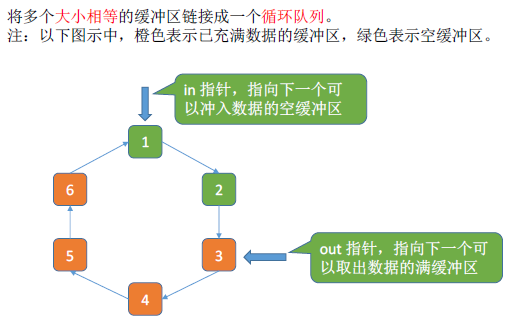 将多个大小相等的缓冲区链接成一个循环队列。
注：以下图示中，橙色表示已充满数据的缓冲区，绿色表示空缓冲区。
in 指针，指向下一个可
以冲入数据的空缓冲区
1
6
2
5
3
out 指针，指向下一个可
以取出数据的满缓冲区
4